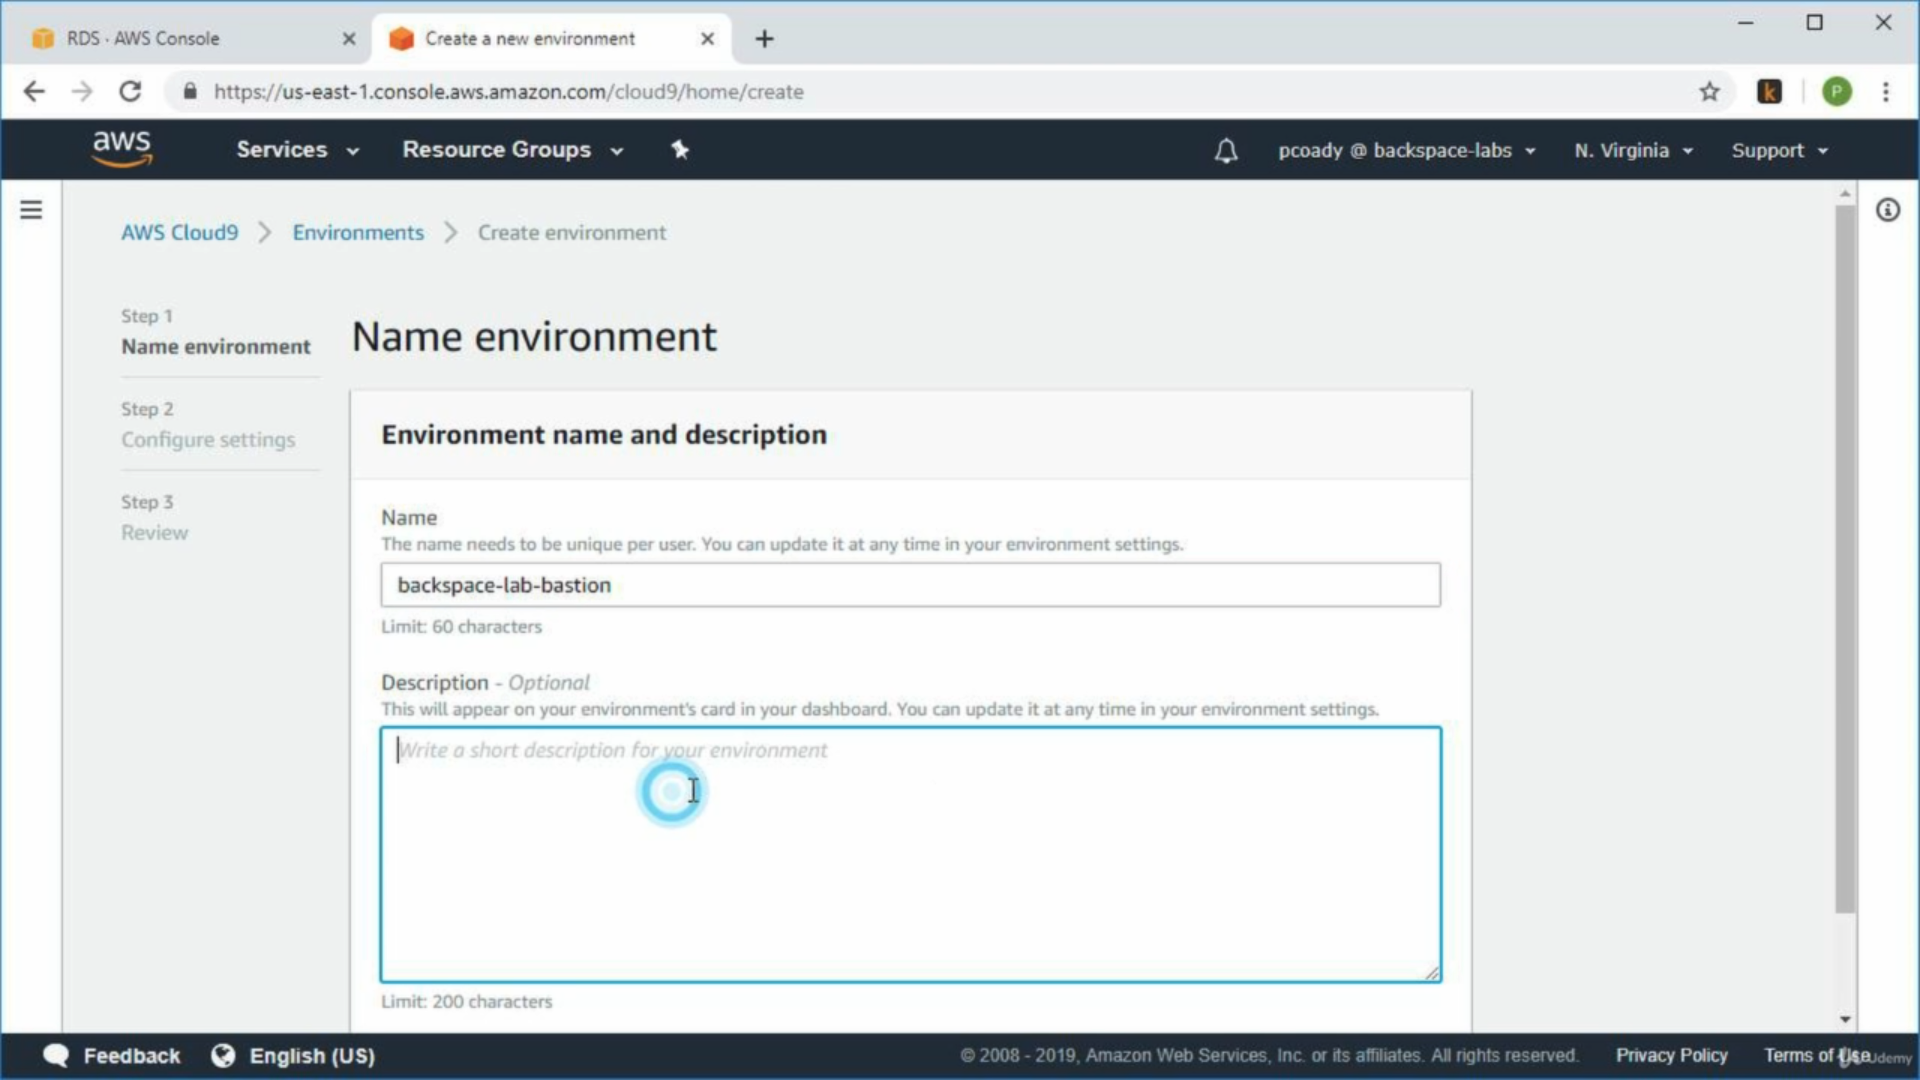 RDS · AWS Console
Create a new environment
https://us-east-1.console.aws.amazon.com/cloud9/home/create
k
P
aws
Services
Resource Groups
pcoady @ backspace-labs
N. Virginia
Support
AWS Cloud9
Environments
Create environment
Step 1
Name environment
Step 2
Configure settings
Step 3
Review
Name environment
Environment name and description
Name
The name needs to be unique per user. You can update it at any time in your environment settings.
backspace-lab-bastion
Limit: 60 characters
Description - Optional
This will appear on your environment's card in your dashboard. You can update it at any time in your environment settings.
Write a short description for your environment
Limit: 200 characters
Feedback
English (US)
© 2008 - 2019, Amazon Web Services, Inc. or its affiliates. All rights reserved.
Privacy Policy
Terms of Use
Udemy